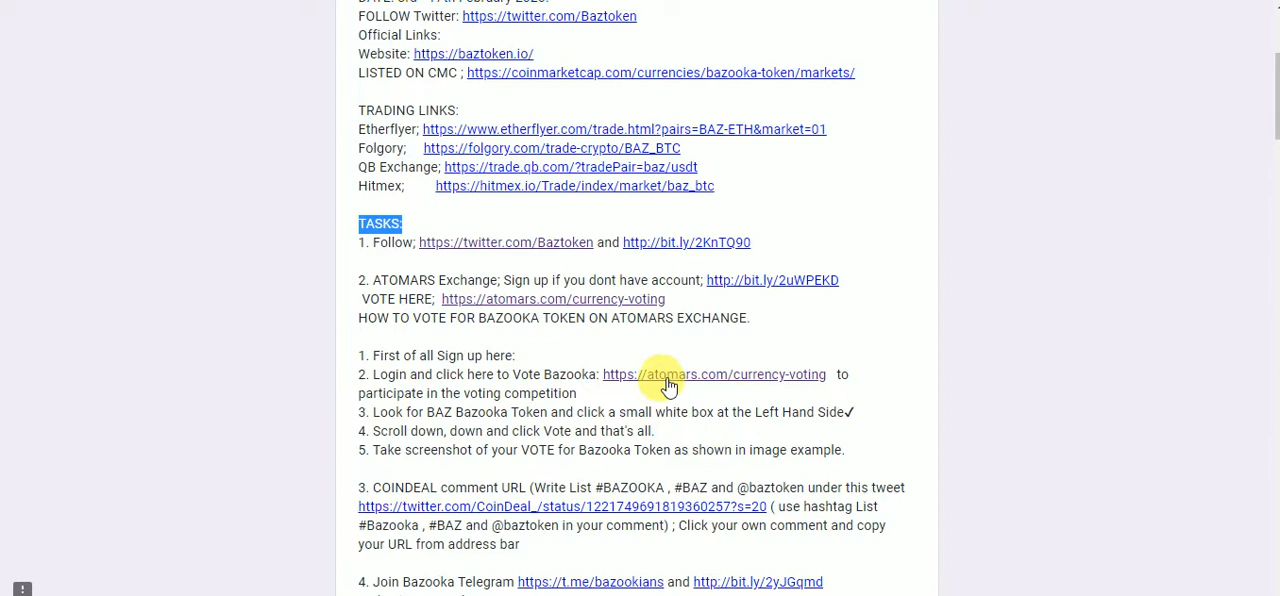 FOLLOW Twitter: https://twitter.com/Baztoken
Official Links:
Website: https://baztoken.io/
LISTED ON CMC ; https://coinmarketcap.com/currencies/bazooka-token/markets/
TRADING LINKS:
Etherflyer; https://www.etherflyer.com/trade.html?pairs=BAZ-ETH&market=01
Folgory; https://folgory.com/trade-crypto/BAZ_BTC
QB Exchange; https://trade.qb.com/?tradePair=baz/usdt
Hitmex; https://hitmex.io/Trade/index/market/baz_btc
TASKS:
1. Follow; https://twitter.com/Baztoken and http://bit.ly/2KnTQ90
2. ATOMARS Exchange; Sign up if you dont have account; http://bit.ly/2uWPEKD
VOTE HERE; https://atomars.com/currency-voting
HOW TO VOTE FOR BAZOOKA TOKEN ON ATOMARS EXCHANGE.
1. First of all Sign up here:
2. Login and click here to Vote Bazooka: https://atomars.com/currency-voting to
participate in the voting competition
3. Look for BAZ Bazooka Token and click a small white box at the Left Hand Side✓
4. Scroll down, down and click Vote and that's all.
5. Take screenshot of your VOTE for Bazooka Token as shown in image example.
3. COINDEAL comment URL (Write List #BAZOOKA , #BAZ and @baztoken under this tweet
https://twitter.com/CoinDeal_/status/1221749691819360257?s=20 ( use hashtag List
#Bazooka , #BAZ and @baztoken in your comment) ; Click your own comment and copy
your URL from address bar
4. Join Bazooka Telegram https://t.me/bazookians and http://bit.ly/2yJGqmd